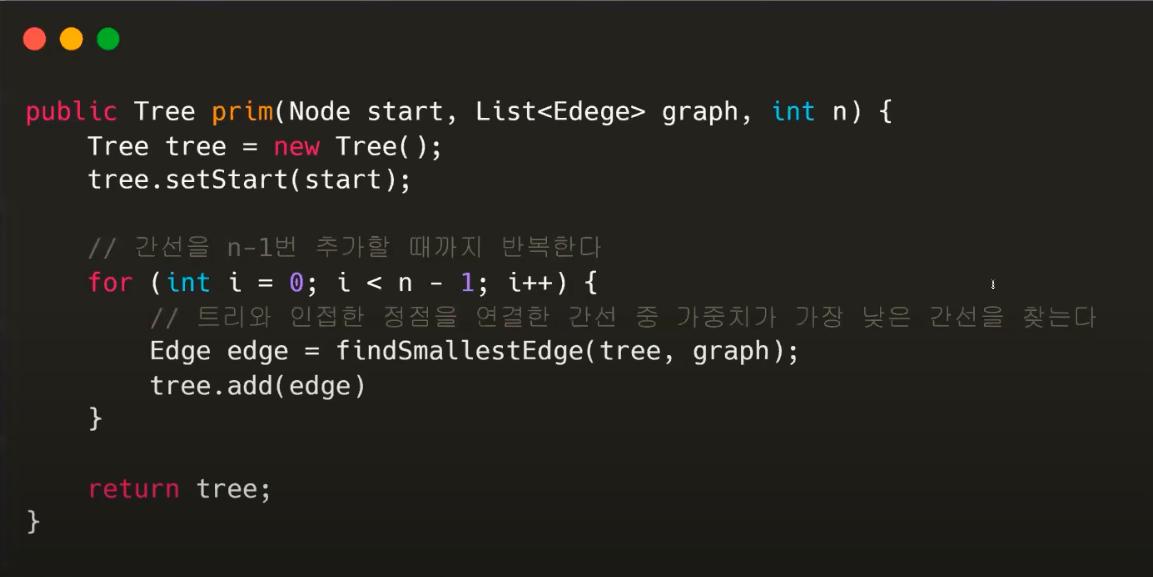 public Tree prim(Node start, List<Edege> graph, int n) {
Tree tree = new Tree();
tree.setStart(start);
// 간선을 n-1번 추가할 때까지 반복한다
for (int i = 0; i < n - 1; i++) {
// 트리와 인접한 정점을 연결한 간선 중 가중치가 가장 낮은 간선을 찾는다
Edge edge = findSmallestEdge(tree, graph);
tree.add(edge)
}
return tree;
}